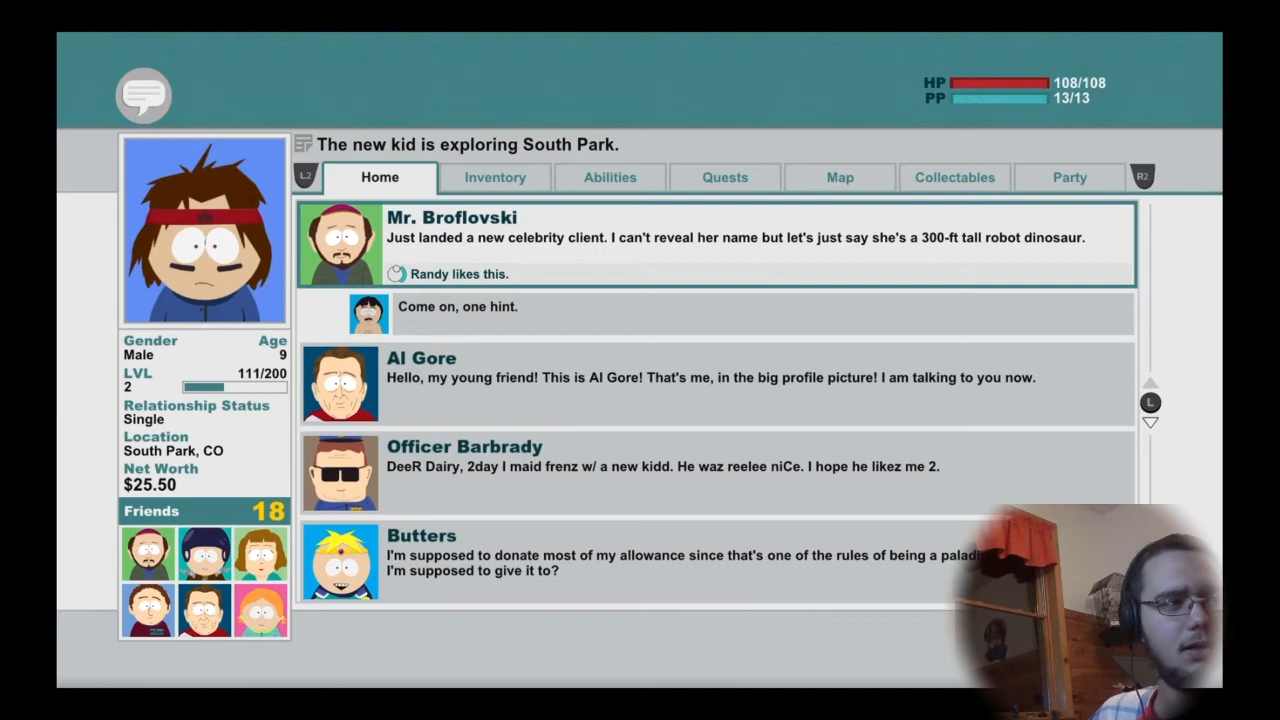 HP 108/108
PP 13/13
The new kid is exploring South Park.
L2 Home Inventory Abilities Quests Map Collectables Party R2
Mr. Broflovski
Just landed a new celebrity client. I can't reveal her name but let's just say she's a 300-ft tall robot dinosaur.
Randy likes this.
Come on, one hint.
Gender Age
Male 9
LVL 111/200
2
Relationship Status
Single
Location
South Park, CO
Net Worth
$25.50
Friends 18
Al Gore
Hello, my young friend! This is Al Gore! That's me, in the big profile picture! I am talking to you now.
L
Officer Barbrady
DeeR Dairy, 2day I maid frenz w/ a new kidd. He waz reelee niCe. I hope he likez me 2.
Butters
I'm supposed to donate most of my allowance since that's one of the rules of being a
I'm supposed to give it to?